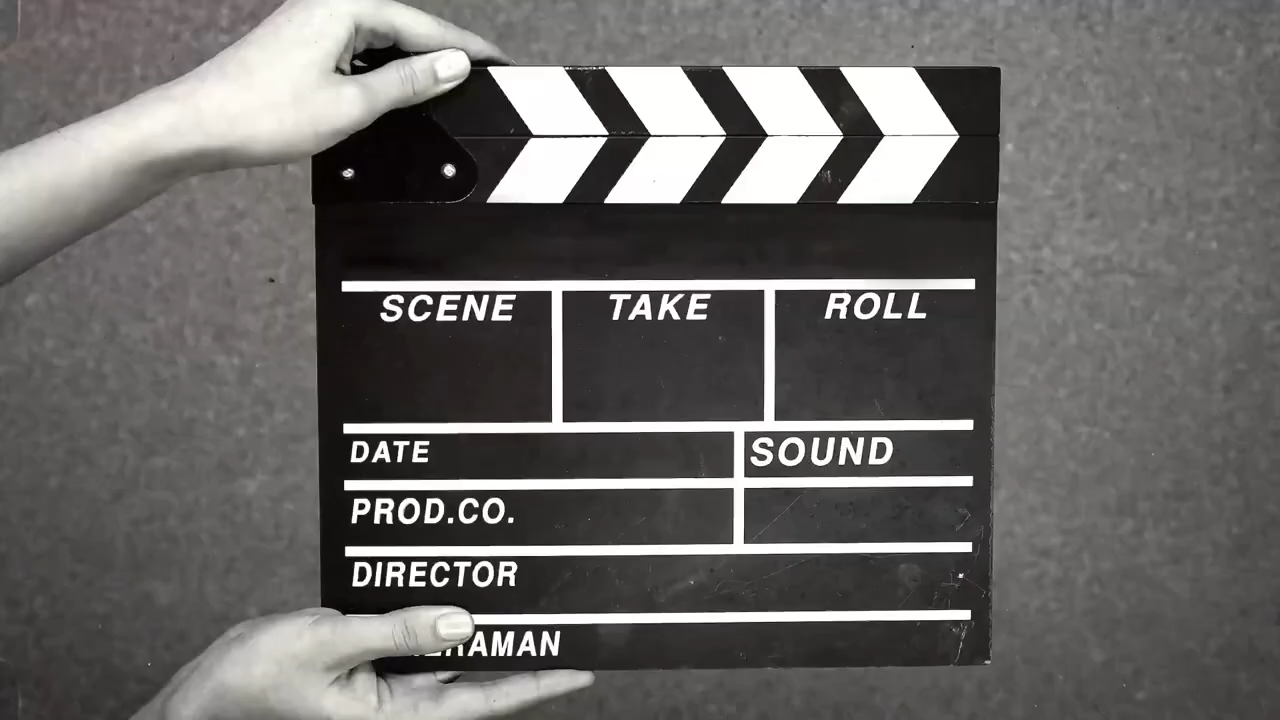 SCENE TAKE ROLL
DATE SOUND
PROD.CO.
DIRECTOR